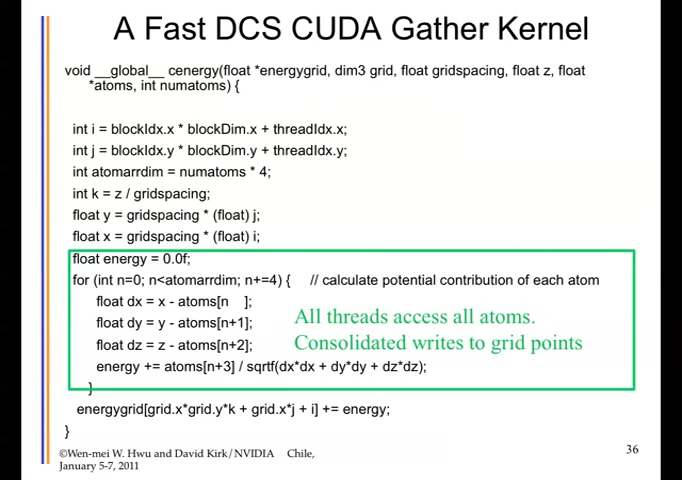 A Fast DCS CUDA Gather Kernel
void __global__ cenergy(float *energygrid, dim3 grid, float gridspacing, float z, float
*atoms, int numatoms) {
int i = blockIdx.x * blockDim.x + threadIdx.x;
int j = blockIdx.y * blockDim.y + threadIdx.y;
int atomarrdim = numatoms * 4;
int k = z / gridspacing;
float y = gridspacing * (float) j;
float x = gridspacing * (float) i;
float energy = 0.0f;
for (int n=0; n<atomarrdim; n+=4) { // calculate potential contribution of each atom
float dx = x - atoms[n ];
float dy = y - atoms[n+1];
float dz = z - atoms[n+2];
energy += atoms[n+3] / sqrtf(dx*dx + dy*dy + dz*dz);
}
All threads access all atoms.
Consolidated writes to grid points
energygrid[grid.x*grid.y*k + grid.x*j + i] += energy;
}
©Wen-mei W. Hwu and David Kirk/NVIDIA Chile,
January 5-7, 2011
36